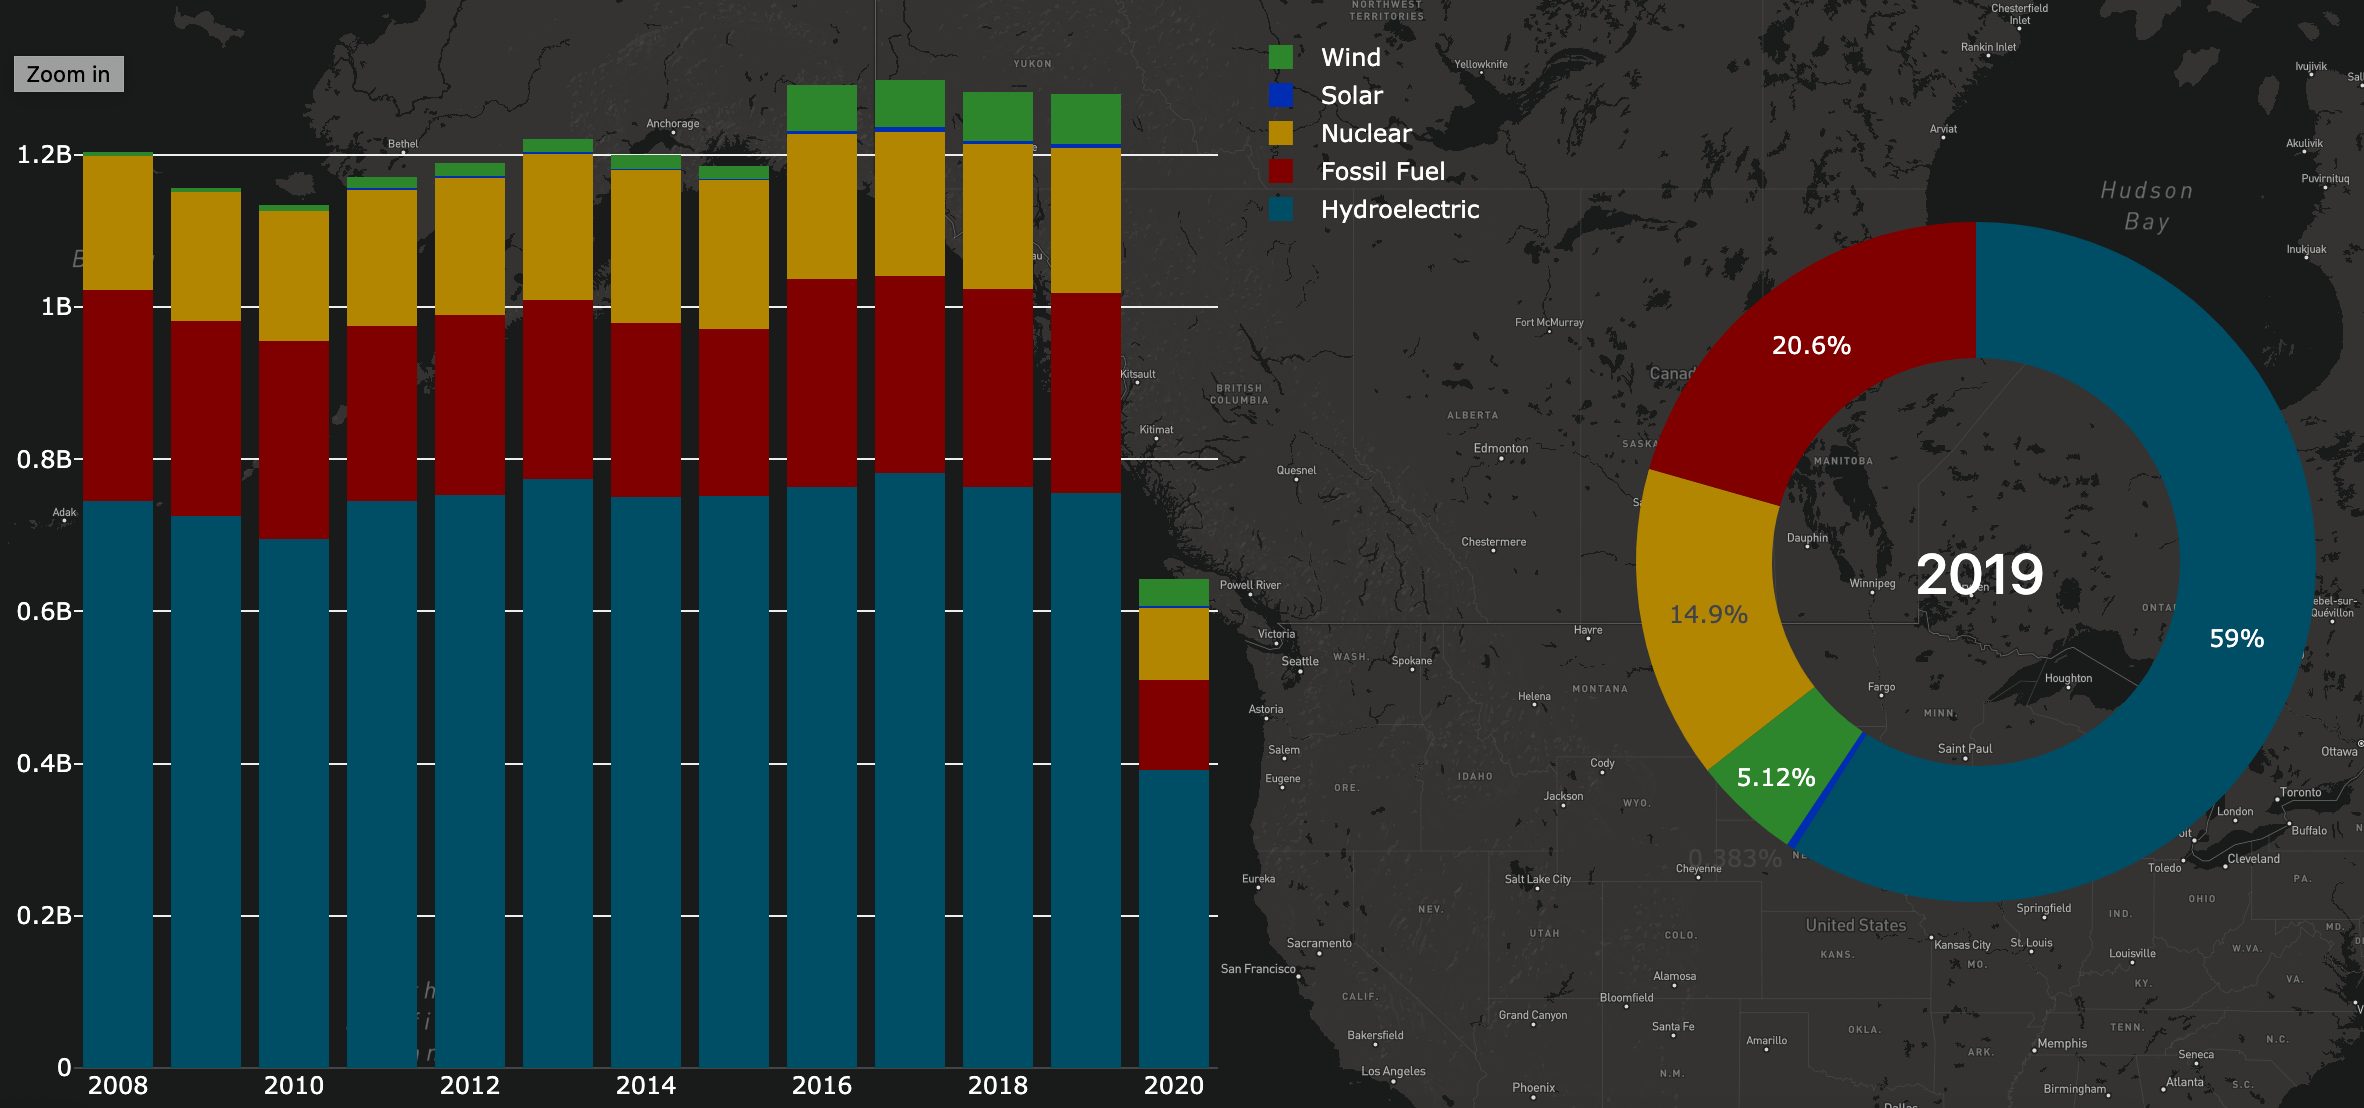 Zoom in
1.2B
1B
0.8B
0.6B
0.4B
0.2B
0
2008
2010
2012
2014
2016
2018
2020
Wind
Solar
Nuclear
Fossil Fuel
Hydroelectric
20.6%
14.9%
5.12%
0.383%
59%
2019
NORTHWEST
TERRITORIES
YUKON
Anchorage
Bethel
Adak
Kitsault
Kitimat
BRITISH
COLUMBIA
Yellowknife
Chesterfield
Inlet
Rankin Inlet
Arviat
Ivujivik
Akulivik
Puvirnituq
Hudson
Bay
Inukjuak
Fort McMurray
ALBERTA
Edmonton
Quesnel
Chestermere
MANITOBA
Dauphin
Winnipeg
Powell River
Victoria
Seattle
WASH.
Spokane
Havre
Helena
MONTANA
Fargo
MINN.
Saint Paul
Houghton
Astoria
Salem
Eugene
ORE.
IDAHO
Cody
Jackson
WYO.
Ottawa
Toronto
London
Buffalo
Toledo
Cleveland
PA.
OHIO
Eureka
Salt Lake City
Cheyenne
NEV.
UTAH
COLO.
United States
KANS.
Kansas City
Springfield
St. Louis
IND.
MO.
Louisville
W.VA.
MD.
VA.
KY.
Sacramento
San Francisco
CALIF.
Alamosa
Bloomfield
Grand Canyon
Santa Fe
Bakersfield
Los Angeles
Amarillo
OKLA.
ARK.
TENN.
Memphis
N.C.
Seneca
S.C.
Atlanta
Birmingham
N.M.
Phoenix